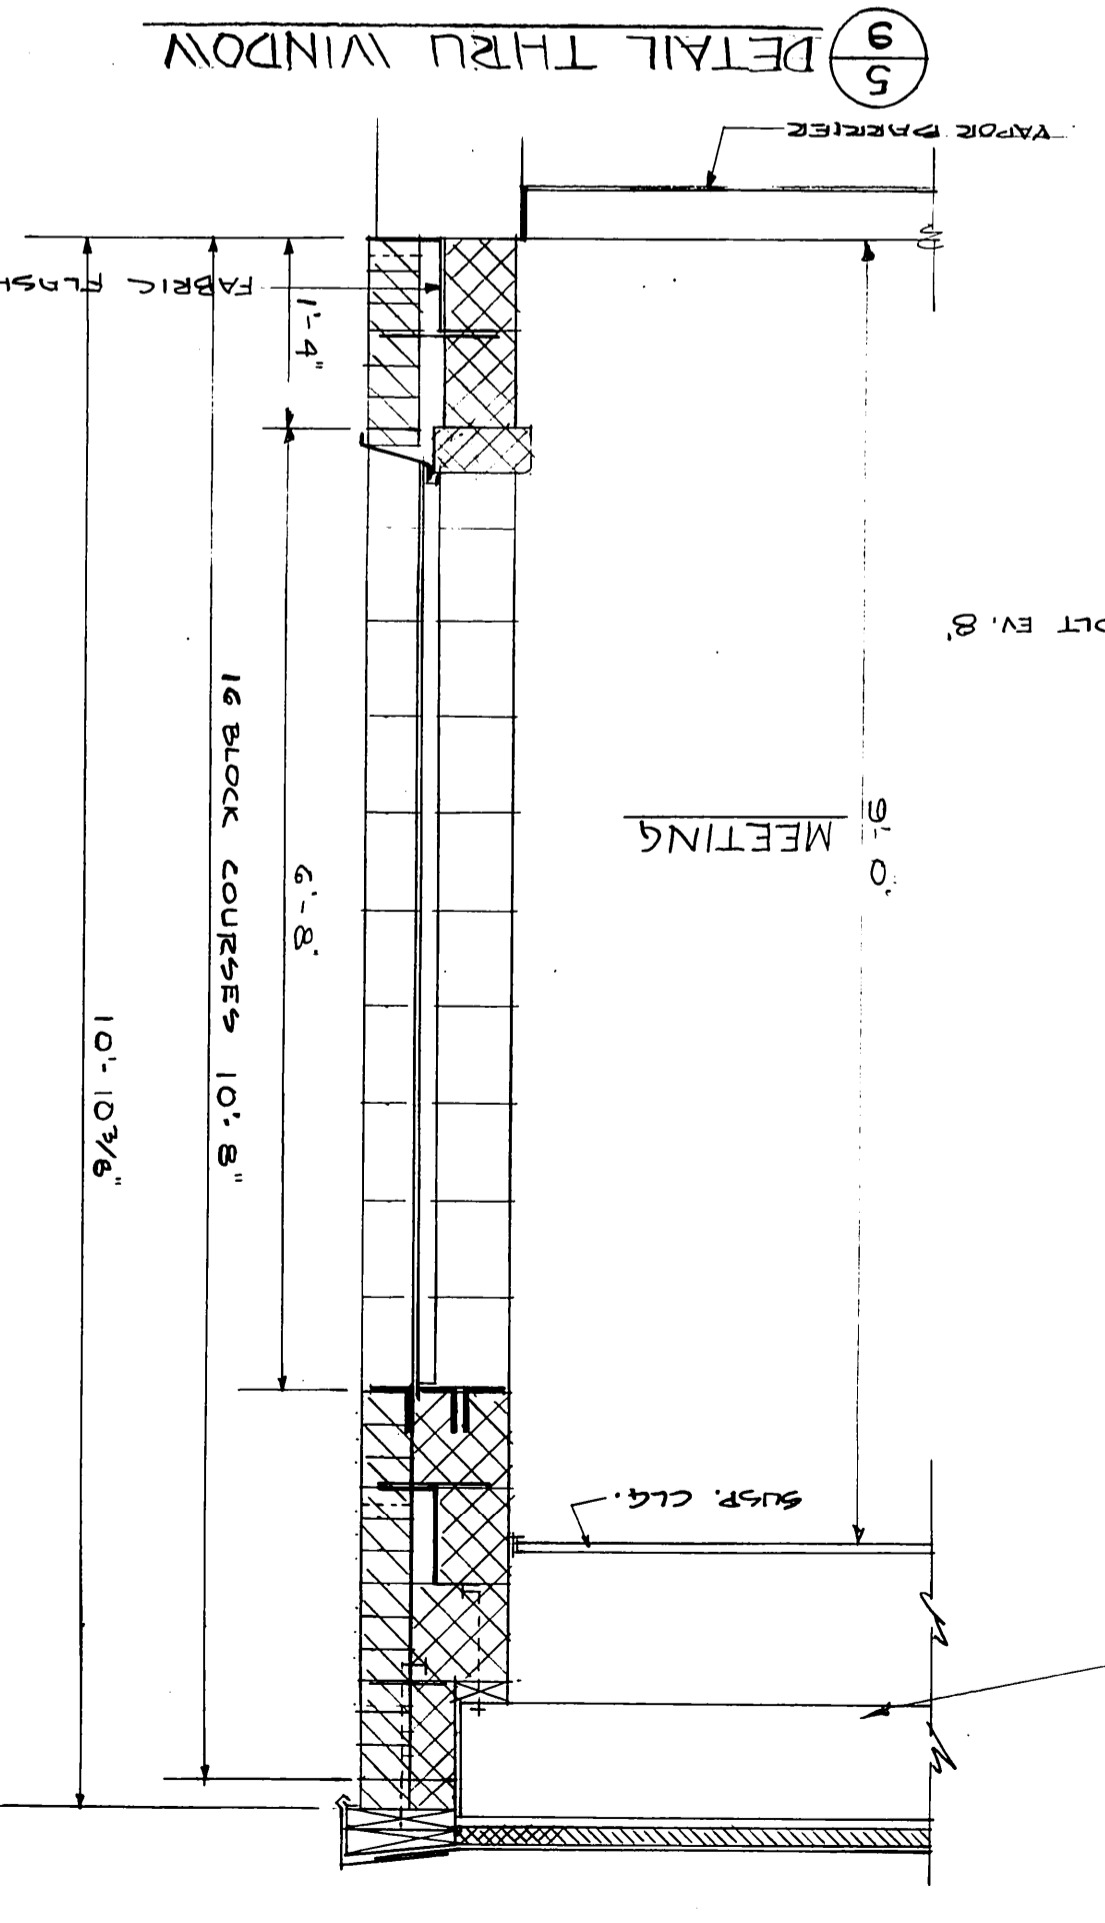 SUSP. CLG.
9'-0"
MEETING
6'-8"
16 BLOCK COURSES 10'-8"
10'-10 3/8"
OLT EV. 8'
1'-4"
FABRIC FLASH
VAPOR BARRIER
5
9
DETAIL THRU WINDOW